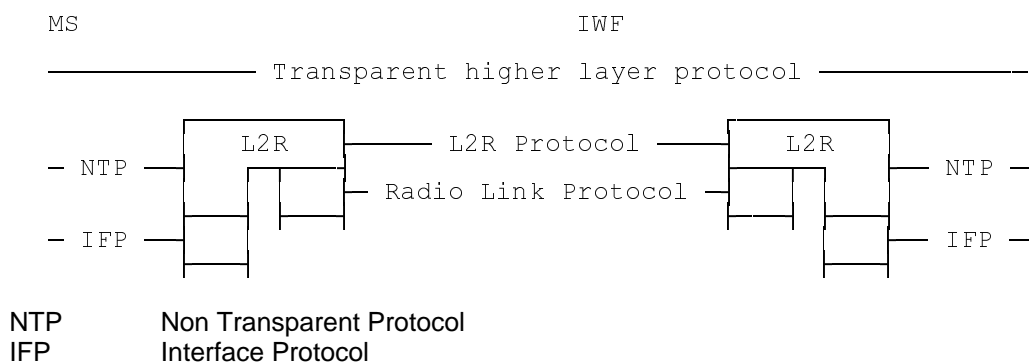 MS IWF
Transparent higher layer protocol
L2R L2R Protocol L2R
NTP NTP
Radio Link Protocol
IFP IFP
NTP Non Transparent Protocol
IFP Interface Protocol